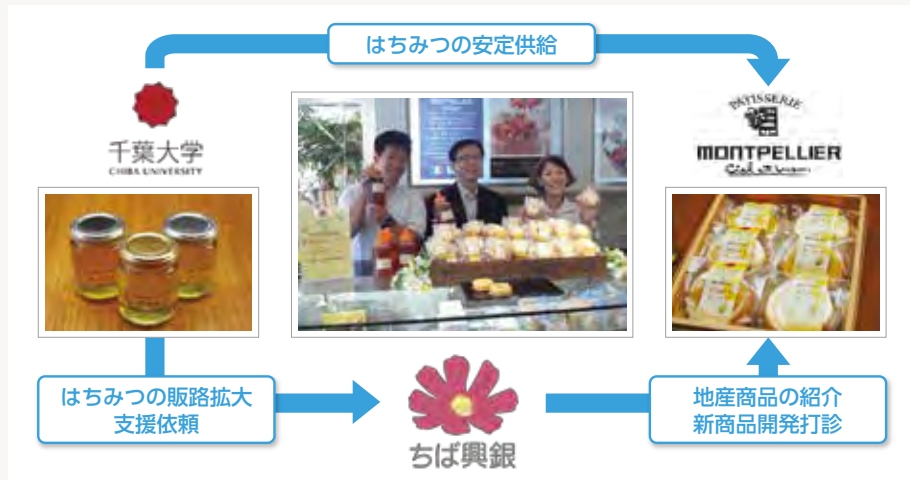 はちみつの安定供給
千葉大学
CHIBA UNIVERSITY
PATISSERIE
MONTPELLIER
はちみつの販路拡大
支援依頼
ちば興銀
地産商品の紹介
新商品開発打診